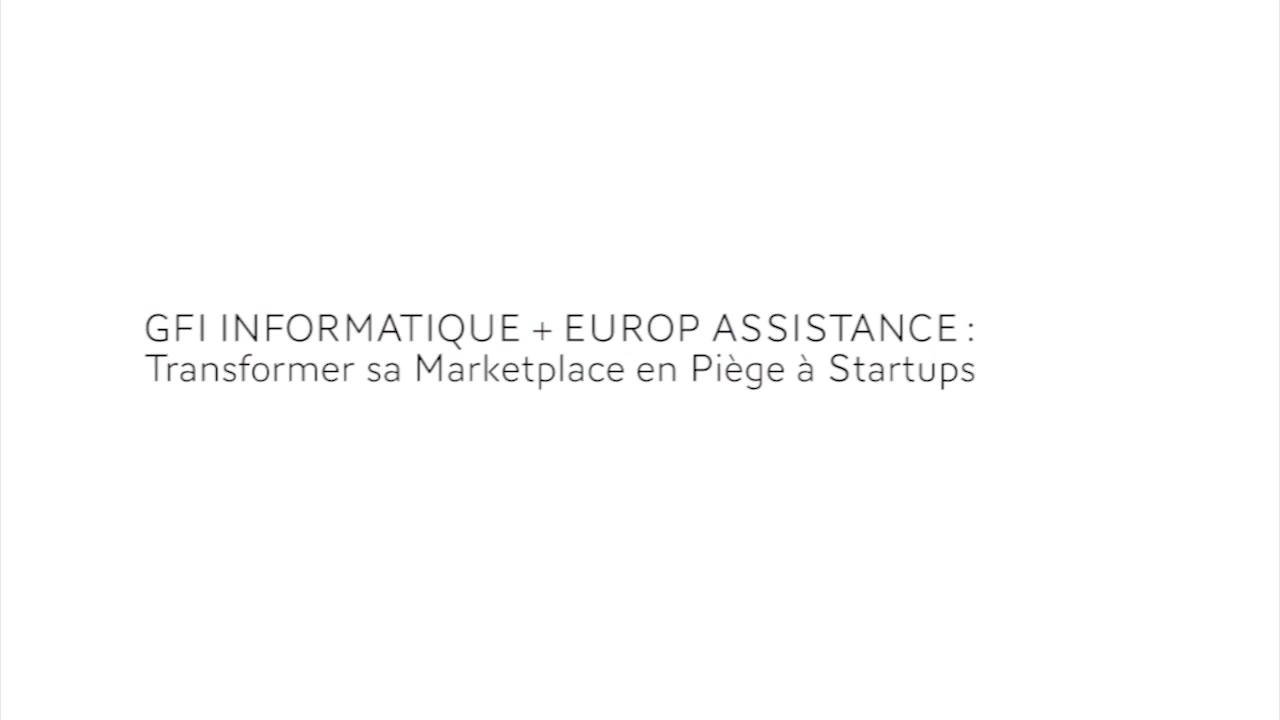 GFI INFORMATIQUE + EUROP ASSISTANCE :
Transformer sa Marketplace en Piège à Startups